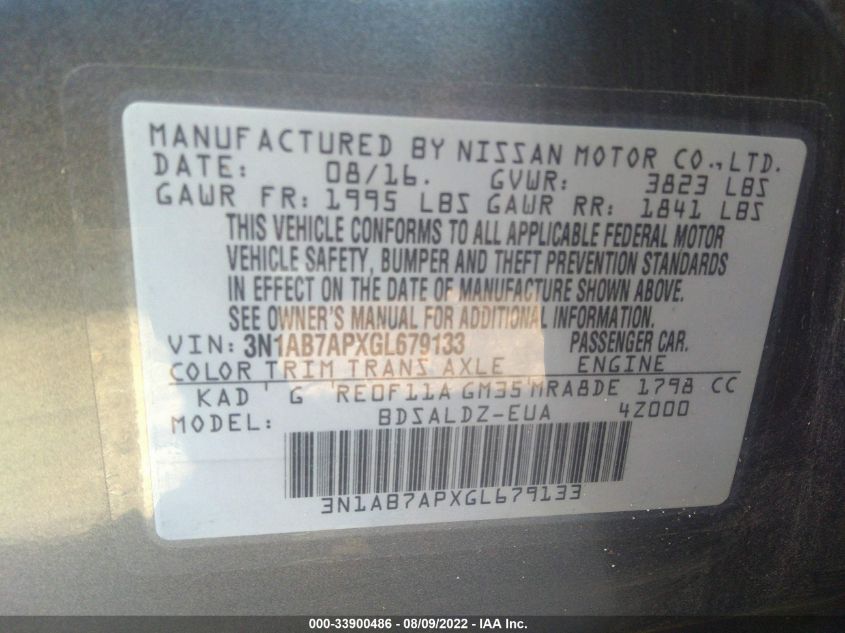 MANUFACTURED BY NISSAN MOTOR CO.,LTD.
DATE: 08/16. GVWR: 3823 LBS
GAWR FR: 1995 LBS GAWR RR: 1841 LBS
THIS VEHICLE CONFORMS TO ALL APPLICABLE FEDERAL MOTOR
VEHICLE SAFETY, BUMPER AND THEFT PREVENTION STANDARDS
IN EFFECT ON THE DATE OF MANUFACTURE SHOWN ABOVE.
SEE OWNER'S MANUAL FOR ADDITIONAL INFORMATION.
VIN: 3N1AB7APXGL679133 PASSENGER CAR.
COLOR TRIM TRANS AXLE ENGINE
KAD G RE0F11A GM35 MRA8DE 1798 CC
MODEL: BDSALDZ-EUA 4Z000
3N1AB7APXGL679133
000-33900486 - 08/09/2022 - IAA Inc.